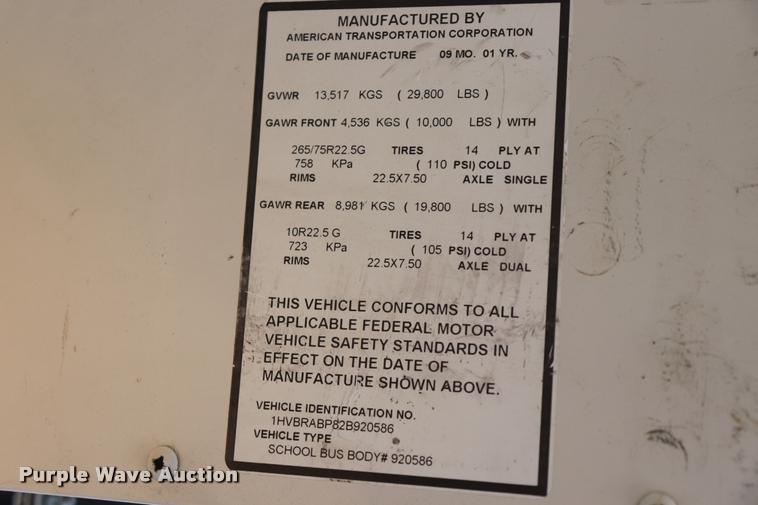 MANUFACTURED BY
AMERICAN TRANSPORTATION CORPORATION
DATE OF MANUFACTURE 09 MO. 01 YR.
GVWR 13,517 KGS ( 29,800 LBS )
GAWR FRONT 4,536 KGS ( 10,000 LBS ) WITH
265/75R22.5G TIRES 14 PLY AT
758 KPa ( 110 PSI) COLD
RIMS 22.5X7.50 AXLE SINGLE
GAWR REAR 8,981 KGS ( 19,800 LBS ) WITH
10R22.5 G TIRES 14 PLY AT
723 KPa ( 105 PSI) COLD
RIMS 22.5X7.50 AXLE DUAL
THIS VEHICLE CONFORMS TO ALL
APPLICABLE FEDERAL MOTOR
VEHICLE SAFETY STANDARDS IN
EFFECT ON THE DATE OF
MANUFACTURE SHOWN ABOVE.
VEHICLE IDENTIFICATION NO.
1HVBRABP82B920586
VEHICLE TYPE
SCHOOL BUS BODY# 920586
Purple Wave Auction